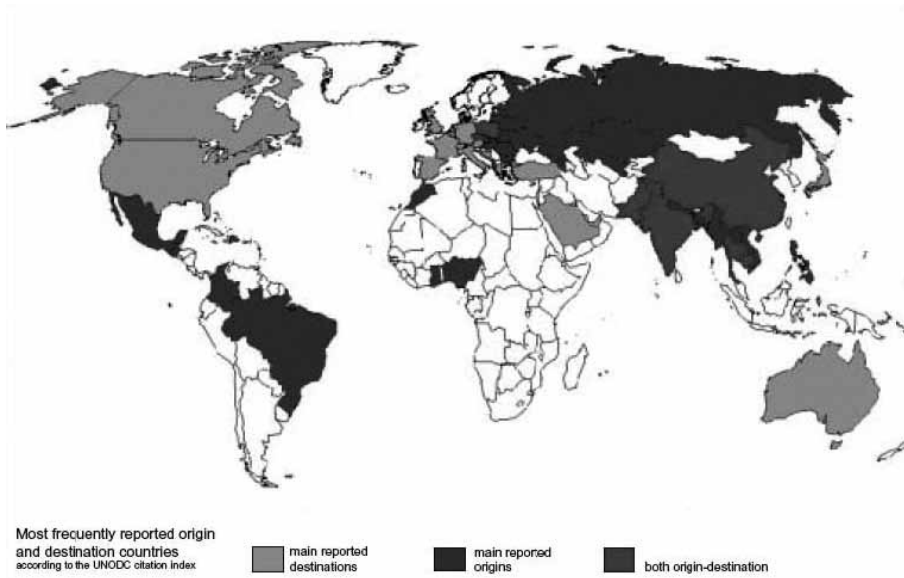 Most frequently reported origin
and destination countries
according to the UNODC citation index
main reported
destinations
main reported
origins
both origin-destination